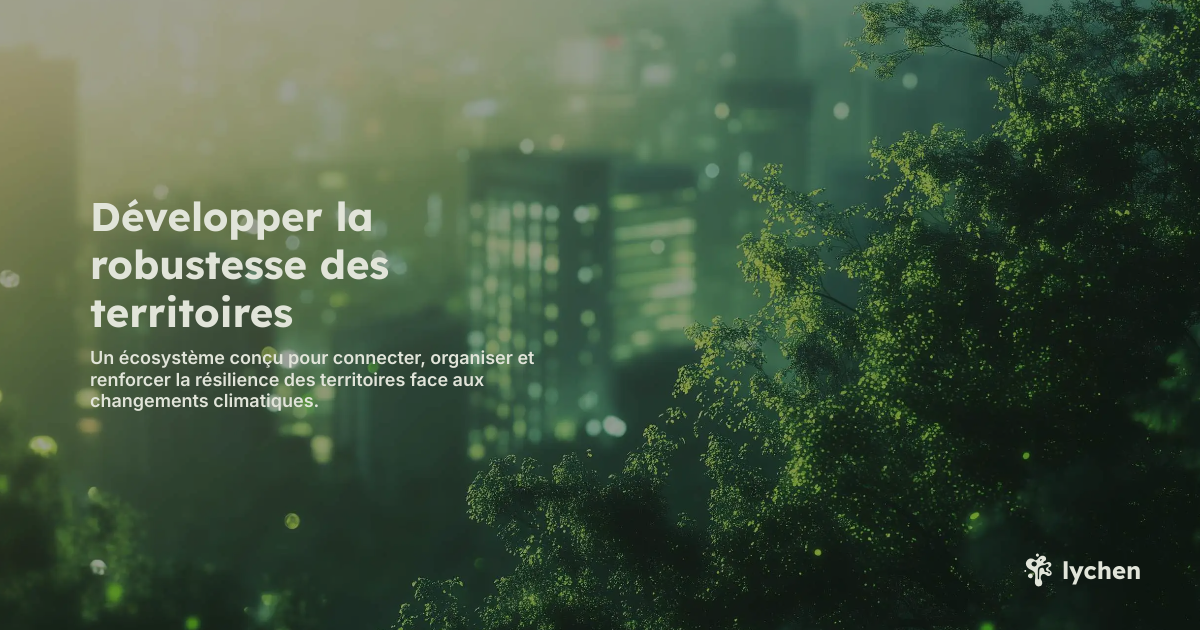 Développer la
robustesse des
territoires
Un écosystème conçu pour connecter, organiser et
renforcer la résilience des territoires face aux
changements climatiques.
lychen